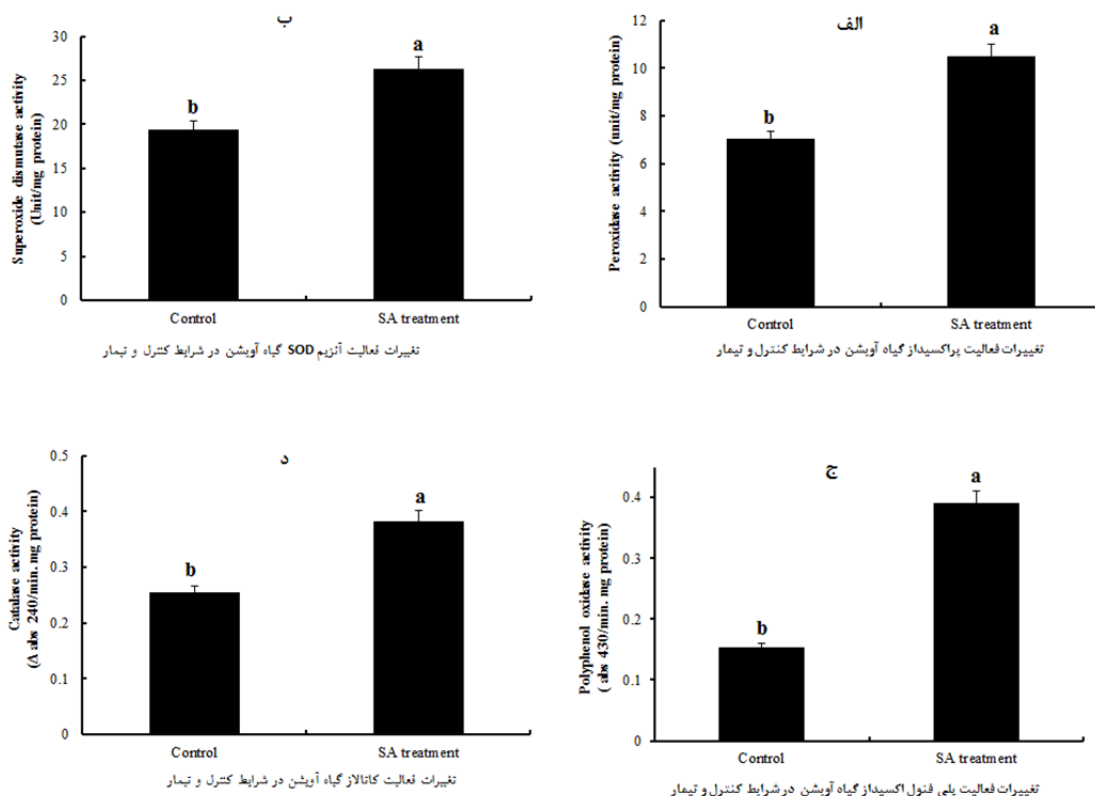 ب
Superoxide dismutase activity
(Unit/mg protein)
30
25
20
15
10
5
0
b
a
Control
SA treatment
تغییرات فعالیت آنزیم SOD گیاه آویشن در شرایط کنترل و تیمار
الف
Peroxidase activity (unit/mg protein)
12
10
8
6
4
2
0
b
a
Control
SA treatment
تغییرات فعالیت پراکسیداز گیاه آویشن در شرایط کنترل و تیمار
د
Catalase activity
(Δ abs 240/min. mg protein)
0.5
0.4
0.3
0.2
0.1
0
b
a
Control
SA treatment
تغییرات فعالیت کاتالاز گیاه آویشن در شرایط کنترل و تیمار
ج
Polyphenol oxidase activity
( abs 430/min. mg protein)
0.4
0.3
0.2
0.1
0
b
a
Control
SA treatment
تغییرات فعالیت پلی فنول اکسیداز گیاه آویشن در شرایط کنترل و تیمار